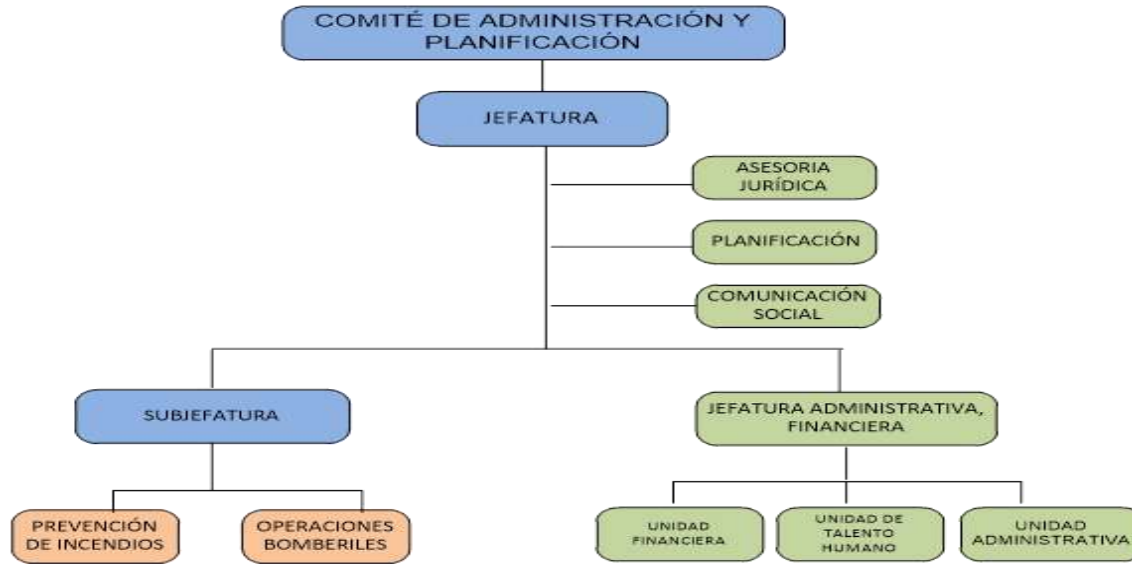 COMITÉ DE ADMINISTRACIÓN Y
PLANIFICACIÓN
JEFATURA
ASESORIA
JURÍDICA
PLANIFICACIÓN
COMUNICACIÓN
SOCIAL
SUBJEFATURA
JEFATURA ADMINISTRATIVA,
FINANCIERA
PREVENCIÓN
DE INCENDIOS
OPERACIONES
BOMBERILES
UNIDAD
FINANCIERA
UNIDAD DE
TALENTO
HUMANO
UNIDAD
ADMINISTRATIVA